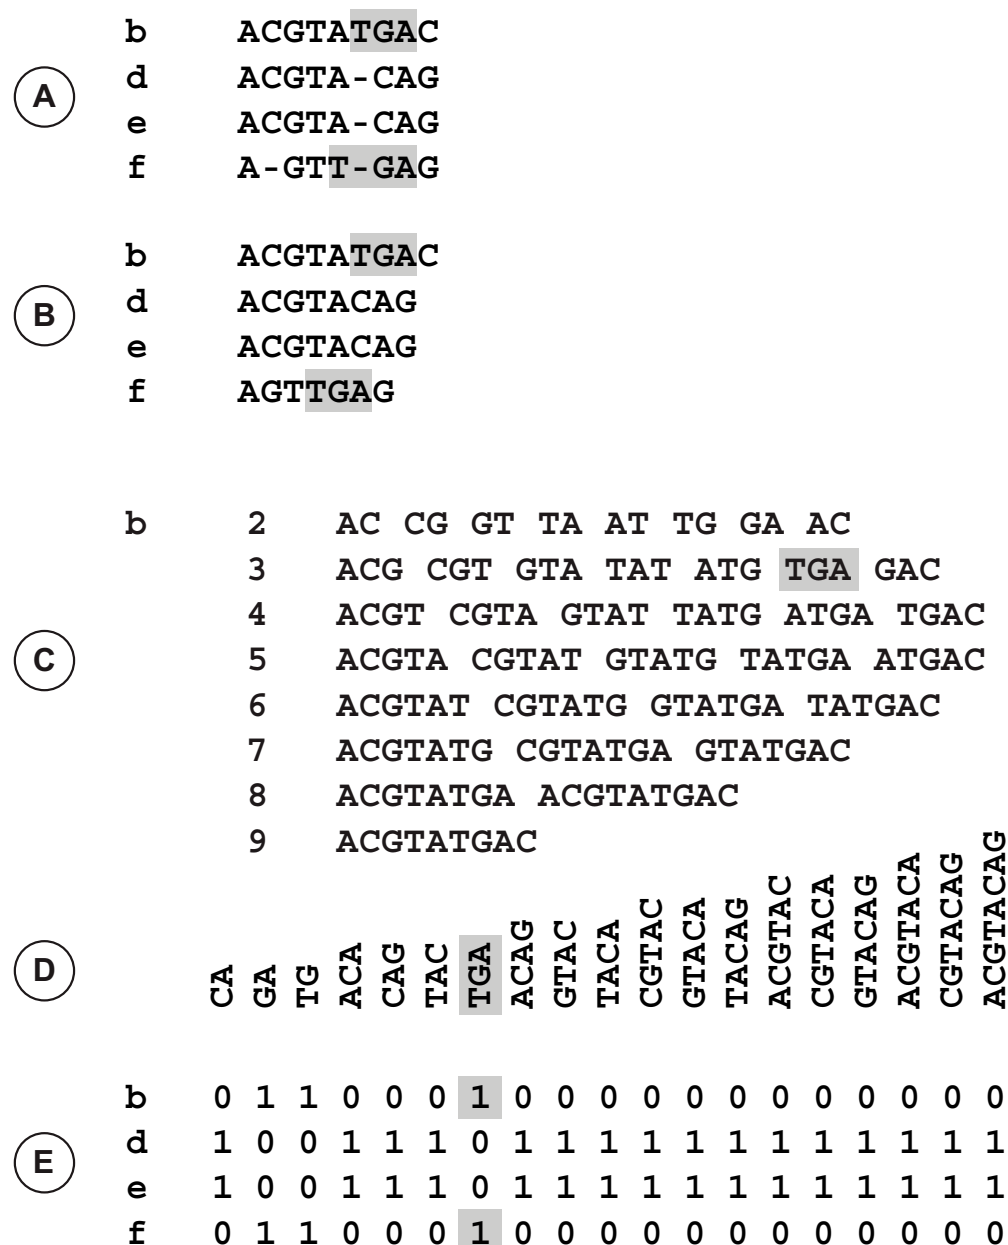 b ACGTATGAC
A
d ACGTA-CAG
e ACGTA-CAG
f A-GTT-GAG
b ACGTATGAC
B
d ACGTACAG
e ACGTACAG
f AGTTGAG
b 2 AC CG GT TA AT TG GA AC
3 ACG CGT GTA TAT ATG TGA GAC
4 ACGT CGTA GTAT TATG ATGA TGAC
C
5 ACGTA CGTAT GTATG TATGA ATGAC
6 ACGTAT CGTATG GTATGA TATGAC
7 ACGTATG CGTATGA GTATGAC
8 ACGTATGA ACGTATGAC
9 ACGTATGAC
D
CA GA TG ACA CAG TAC TGA ACAG GTAC TACA CGTAC GTACA TACAG ACGTAC CGTACA GTACAG ACGTACA CGTACAG ACGTACAG
b 0 1 1 0 0 0 1 0 0 0 0 0 0 0 0 0 0 0 0
E
d 1 0 0 1 1 1 0 1 1 1 1 1 1 1 1 1 1 1 1
e 1 0 0 1 1 1 0 1 1 1 1 1 1 1 1 1 1 1 1
f 0 1 1 0 0 0 1 0 0 0 0 0 0 0 0 0 0 0 0